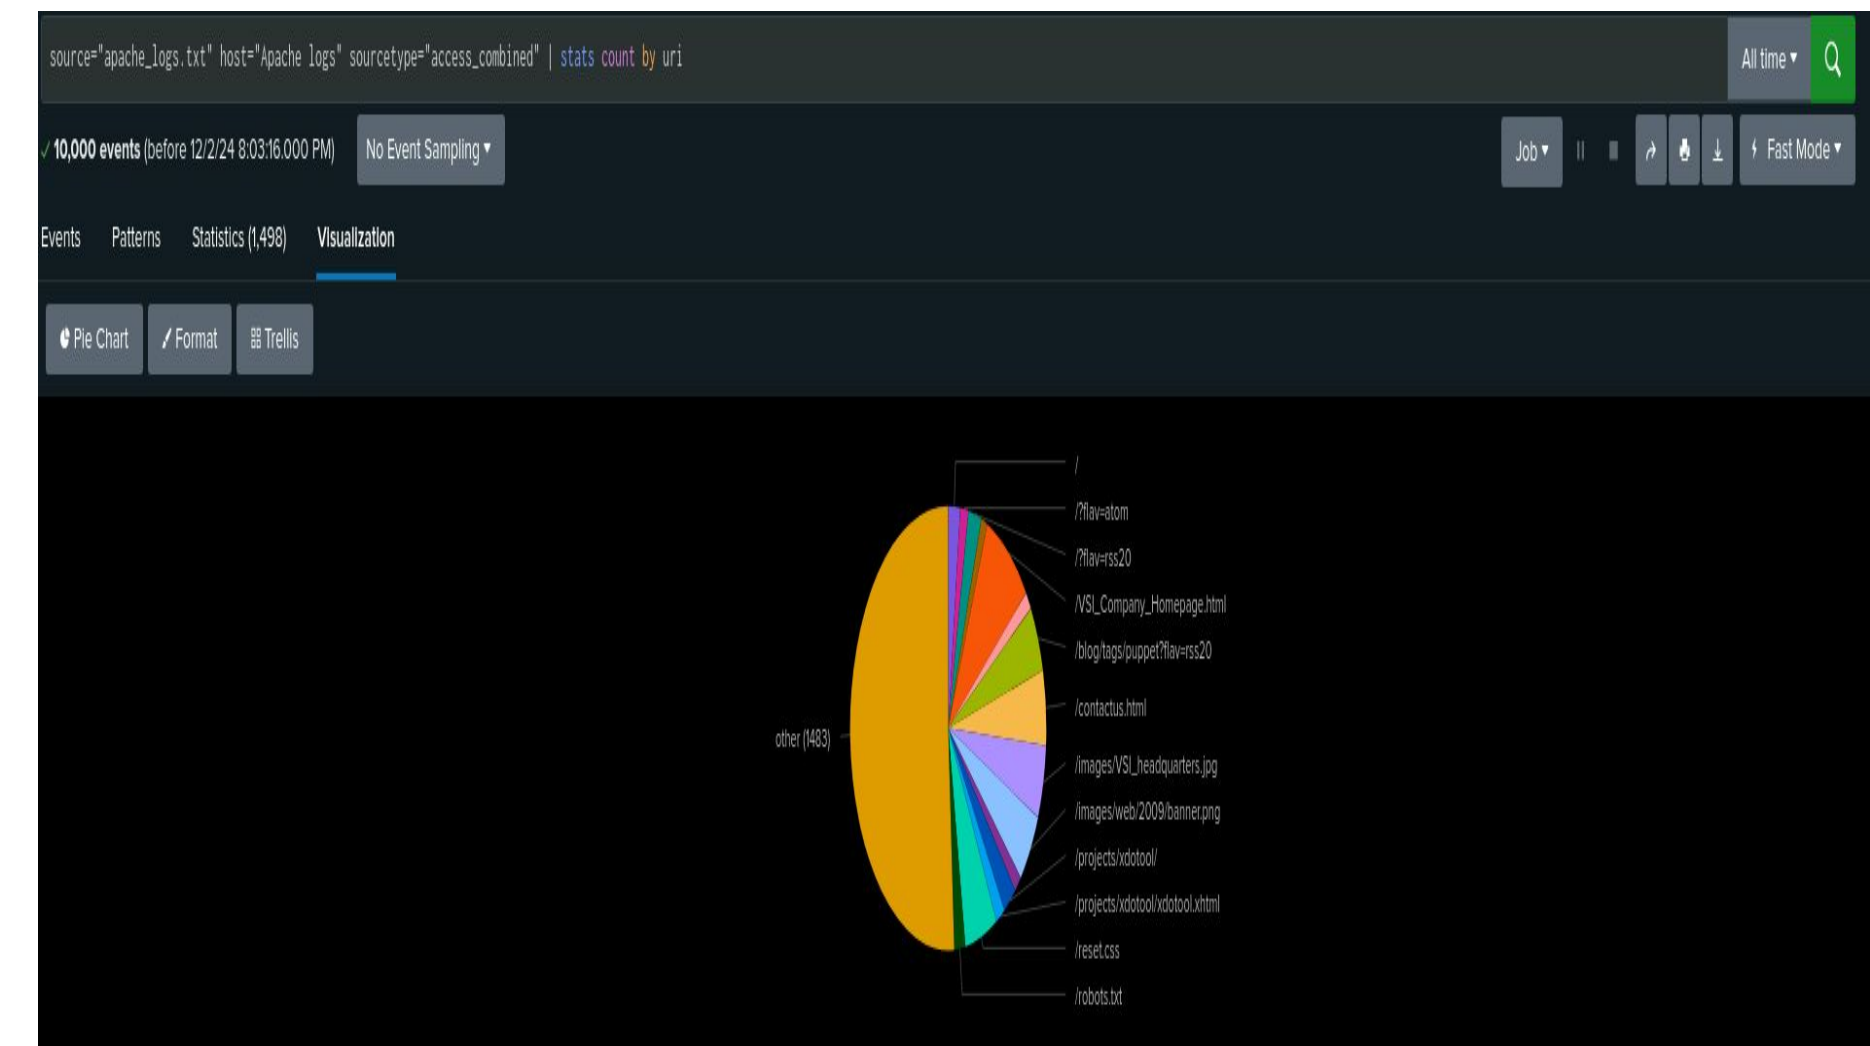 source="apache_logs.txt" host="Apache logs" sourcetype="access_combined" | stats count by uri
All time ▾
✓ 10,000 events (before 12/2/24 8:03:16.000 PM)
No Event Sampling ▾
Job ▾
Fast Mode ▾
Events
Patterns
Statistics (1,498)
Visualization
Pie Chart
Format
Trellis
/
/?flav=atom
/?flav=rss20
/VSI_Company_Homepage.html
/blog/tags/puppet?flav=rss20
/contactus.html
other (1483)
/images/VSI_headquarters.jpg
/images/web/2009/banner.png
/projects/xdotool/
/projects/xdotool/xdotool.xhtml
/reset.css
/robots.txt